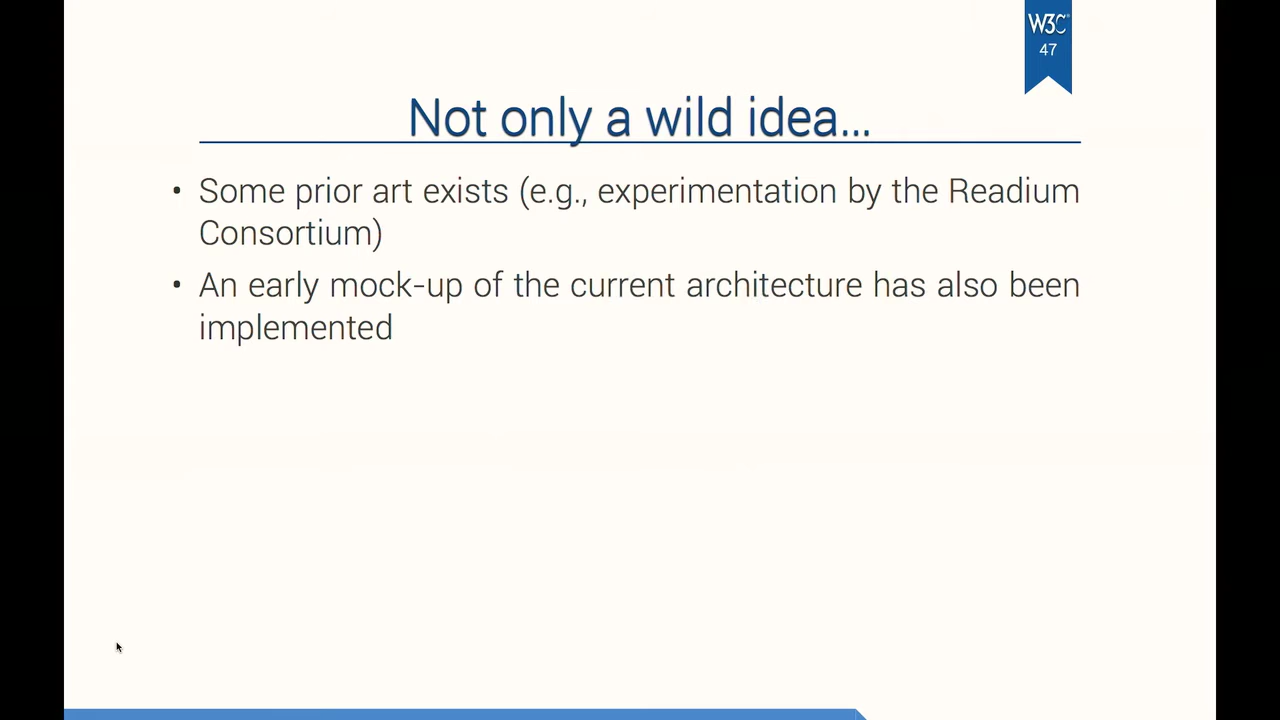 W3C
47
Not only a wild idea...
• Some prior art exists (e.g., experimentation by the Readium
Consortium)
• An early mock-up of the current architecture has also been
implemented